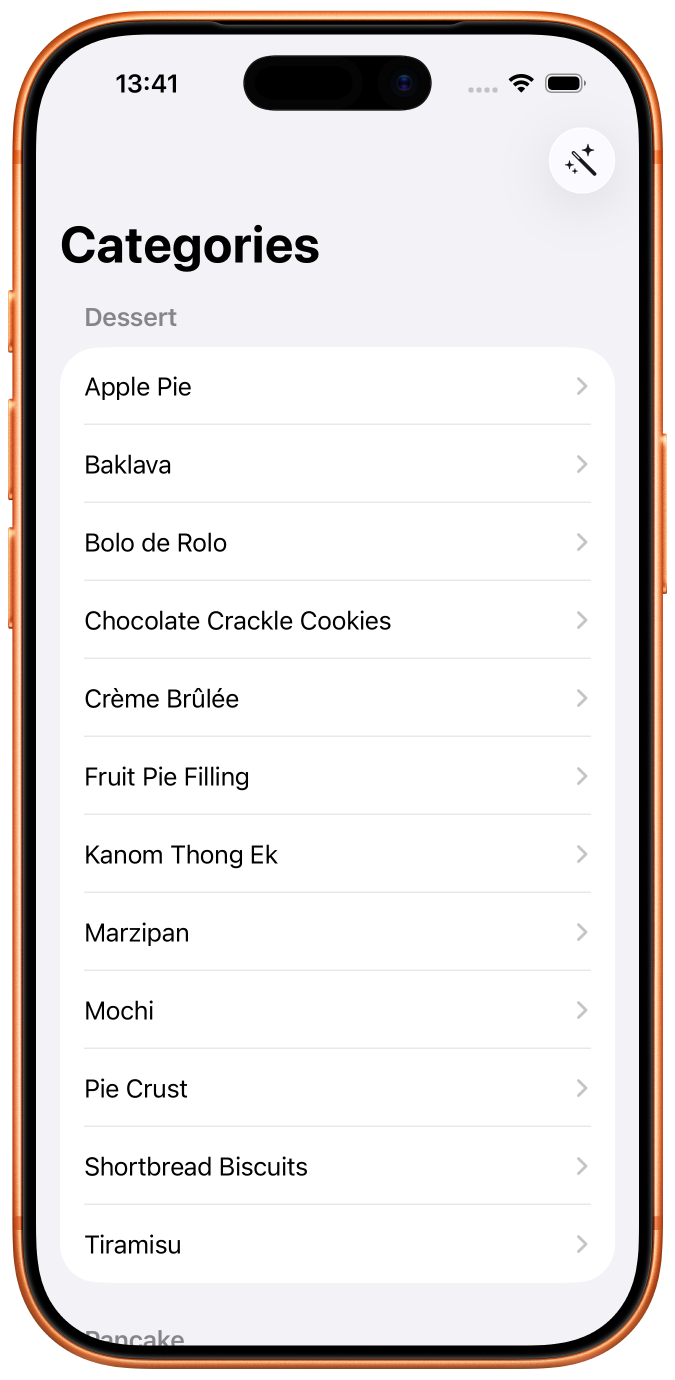 13:41
Categories
Dessert
Apple Pie
Baklava
Bolo de Rolo
Chocolate Crackle Cookies
Crème Brûlée
Fruit Pie Filling
Kanom Thong Ek
Marzipan
Mochi
Pie Crust
Shortbread Biscuits
Tiramisu
Pancake